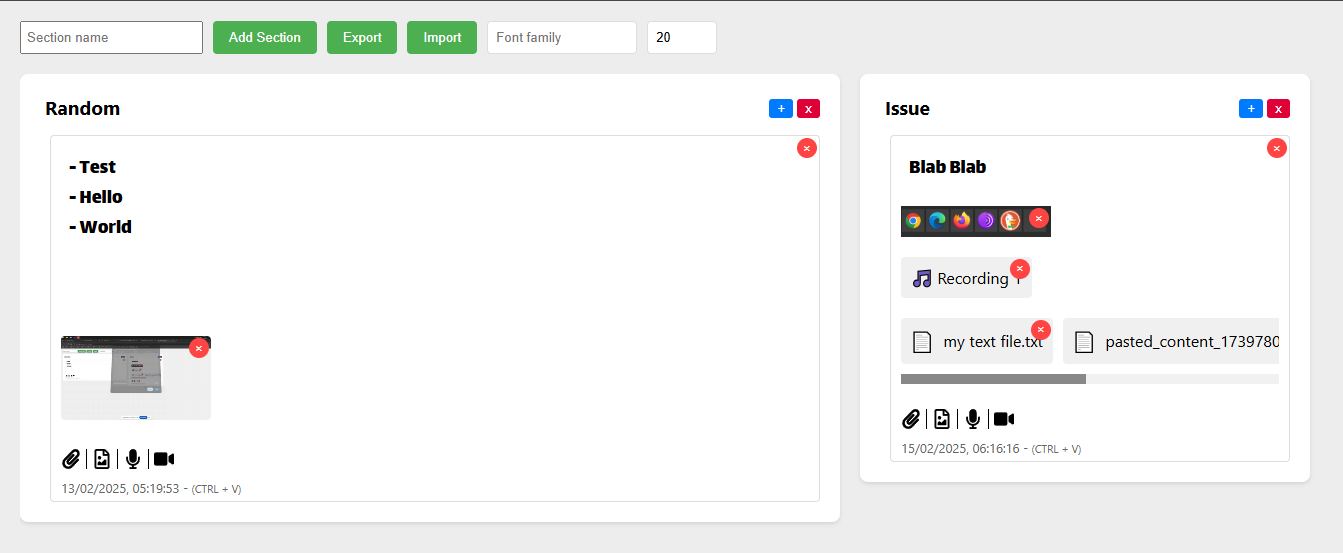 Section name
Add Section
Export
Import
Font family
20
Random
+
x
- Test
- Hello
- World
13/02/2025, 05:19:53 - (CTRL + V)
Issue
+
x
Blab Blab
Recording 1
my text file.txt
pasted_content_1739780
15/02/2025, 06:16:16 - (CTRL + V)